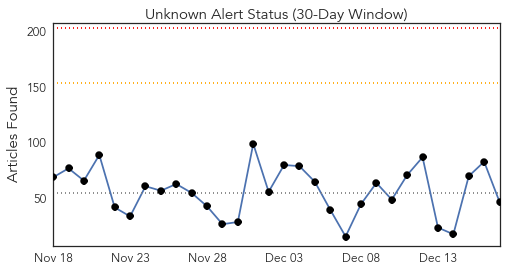 Unknown Alert Status (30-Day Window)
Articles Found
200
150
100
50
Nov 18 Nov 23 Nov 28 Dec 03 Dec 08 Dec 13